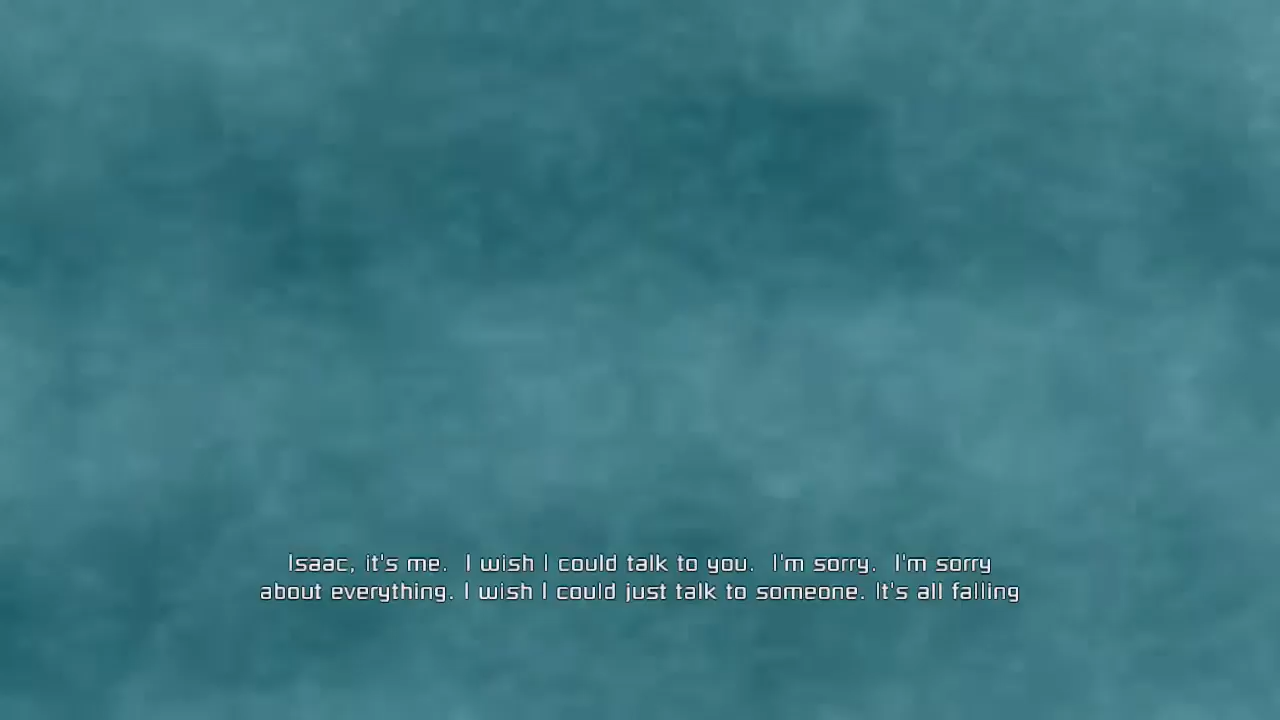 Isaac, it's me.  I wish I could talk to you.  I'm sorry.  I'm sorry
about everything. I wish I could just talk to someone. It's all falling